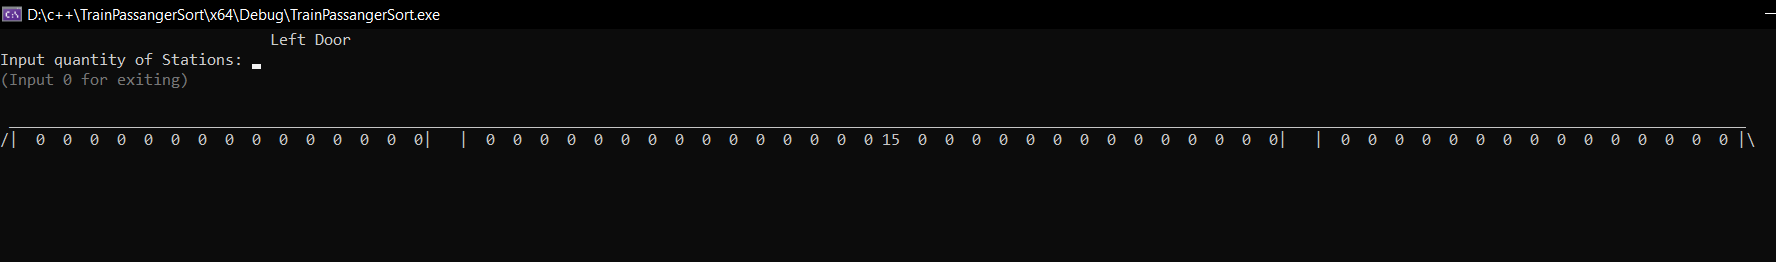 D:\c++\TrainPassangerSort\x64\Debug\TrainPassangerSort.exe
Left Door
Input quantity of Stations:
(Input 0 for exiting)
/|  0  0  0  0  0  0  0  0  0  0  0  0  0  0  0|   |  0  0  0  0  0  0  0  0  0  0  0  0  0  0  0 15  0  0  0  0  0  0  0  0  0  0  0  0  0  0|   |  0  0  0  0  0  0  0  0  0  0  0  0  0  0  0 |\